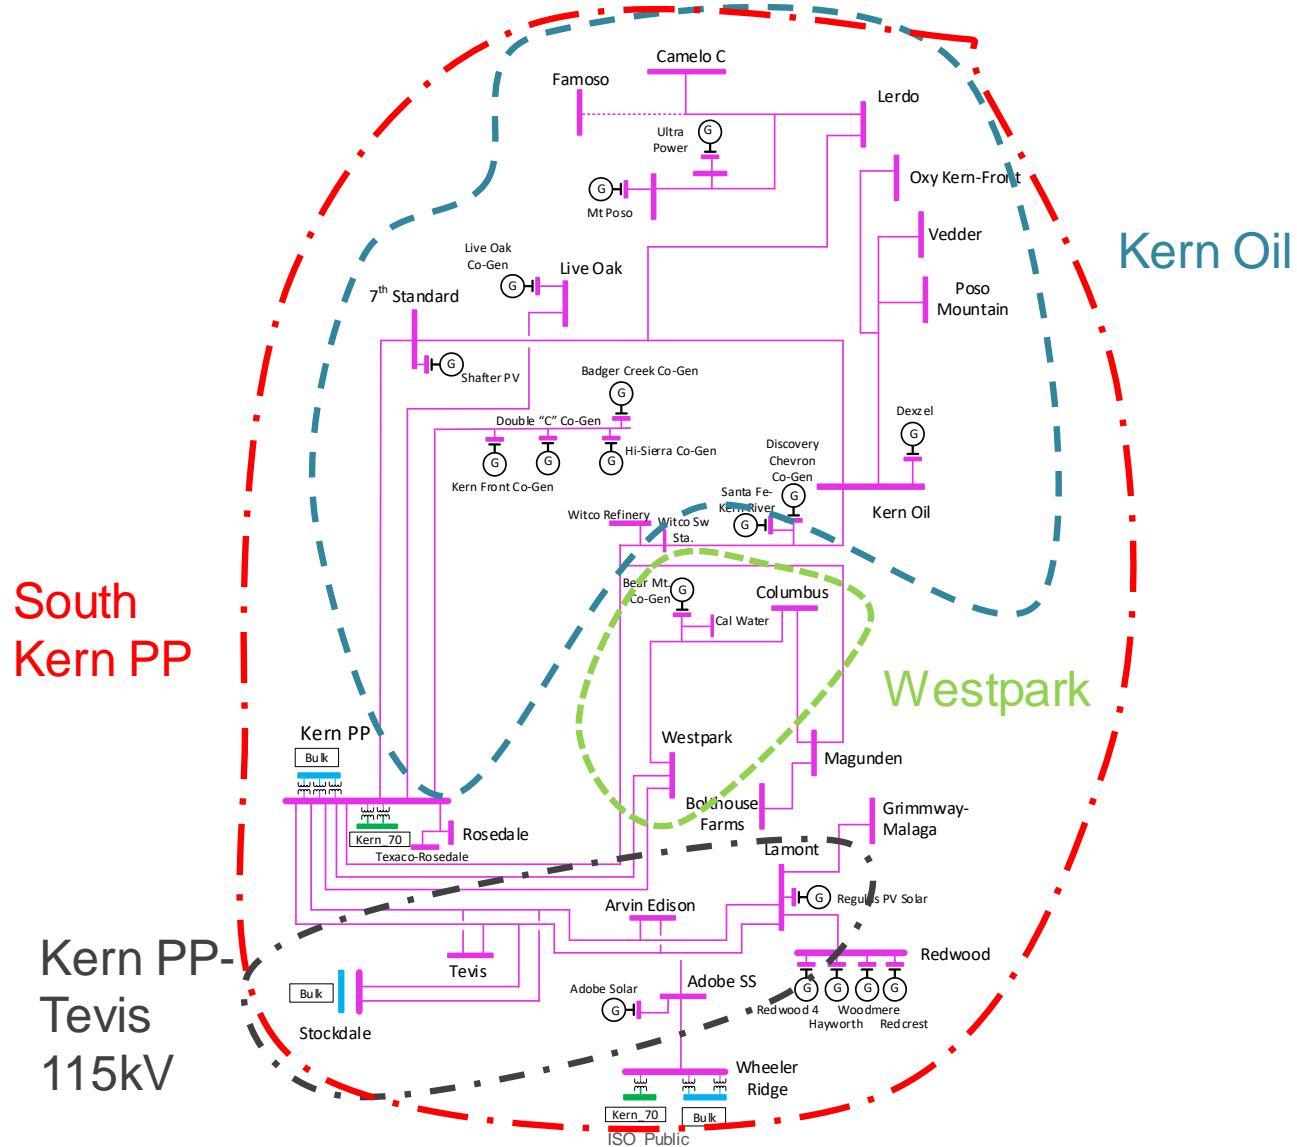 Camelo C
Famoso
Lerdo
G
Ultra
Power
G
Mt Poso
Oxy Kern-Front
Vedder
Kern Oil
Live Oak
Co-Gen
G
Live Oak
Poso
Mountain
7th Standard
G
Shafter PV
Badger Creek Co-Gen
G
Double “C” Co-Gen
G
G
G
Hi-Sierra Co-Gen
Kern Front Co-Gen
Dexzel
G
Discovery
Chevron
Co-Gen
G
Santa Fe-
Kern River
G
Kern Oil
Witco Refinery
Witco Sw
Sta.
South
Kern PP
Bear Mt.
Co-Gen
G
Columbus
Cal Water
Westpark
Kern PP
Bulk
Westpark
Magunden
Bolthouse
Farms
Grimmway-
Malaga
Rosedale
Kern_70
Texaco-Rosedale
Lamont
G
Regulus PV Solar
Arvin Edison
Kern PP-
Tevis
115kV
Tevis
Redwood
Bulk
Stockdale
Adobe Solar
G
Adobe SS
G
G
G
G
Redwood 4
Woodmere
Hayworth
Redcrest
Wheeler
Ridge
Kern_70
Bulk
ISO Public